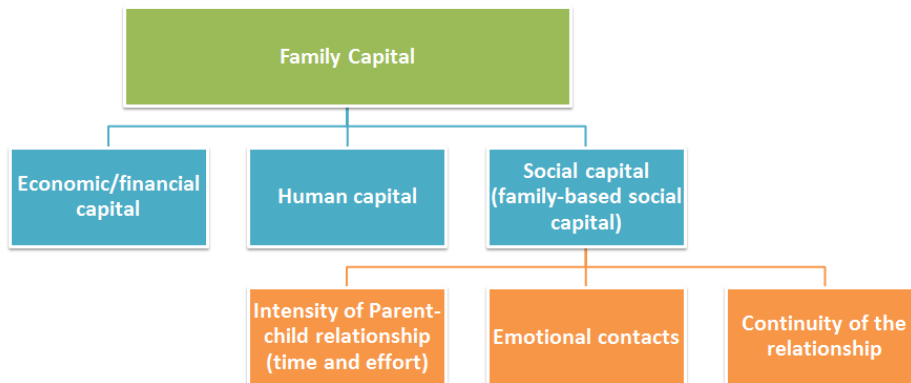 Family Capital
Economic/financial
capital
Human capital
Social capital
(family-based social
capital)
Intensity of Parent-
child relationship
(time and effort)
Emotional contacts
Continuity of the
relationship